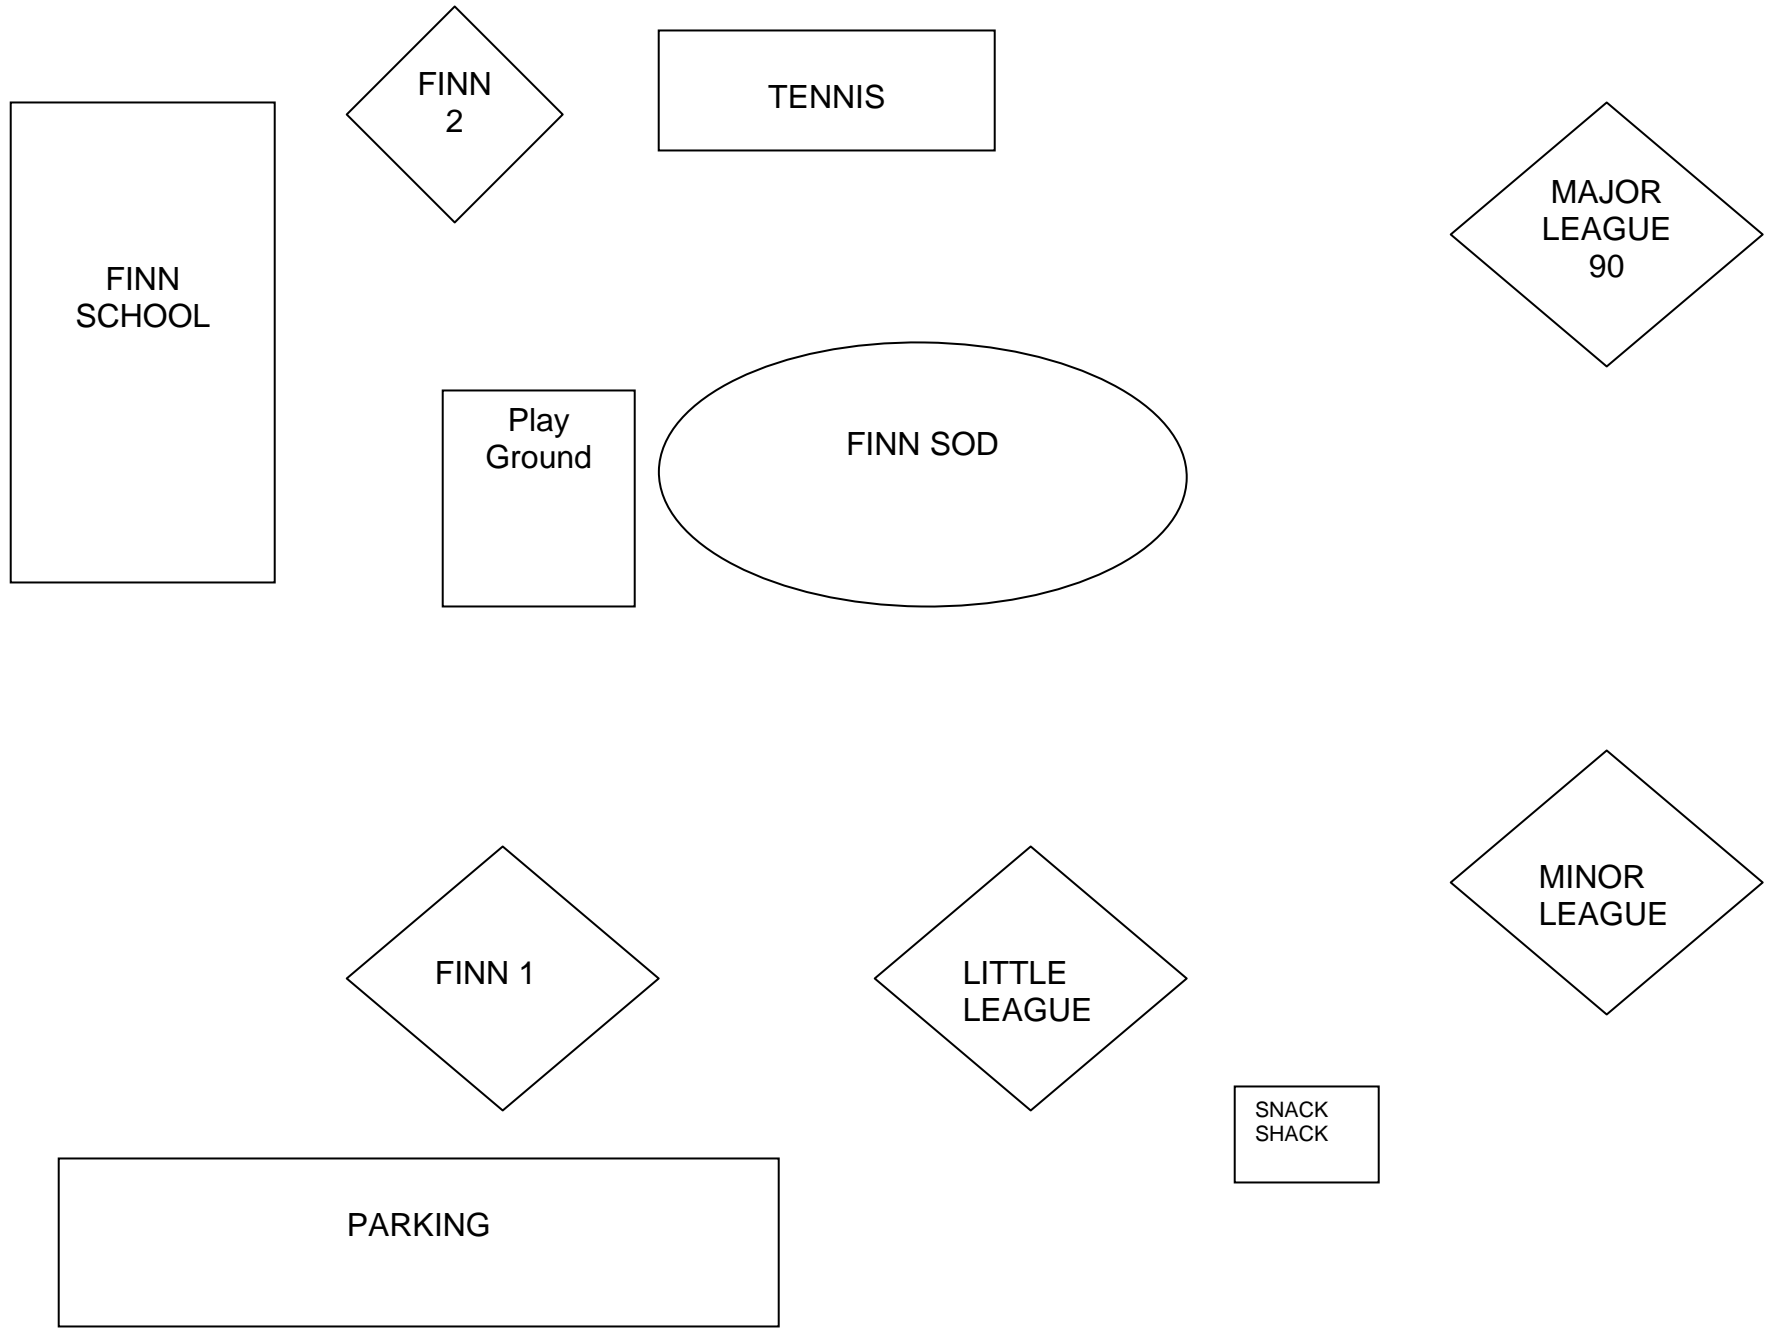 FINN
2
TENNIS
MAJOR
LEAGUE
90
FINN
SCHOOL
Play
Ground
FINN SOD
MINOR
LEAGUE
FINN 1
LITTLE
LEAGUE
SNACK
SHACK
PARKING